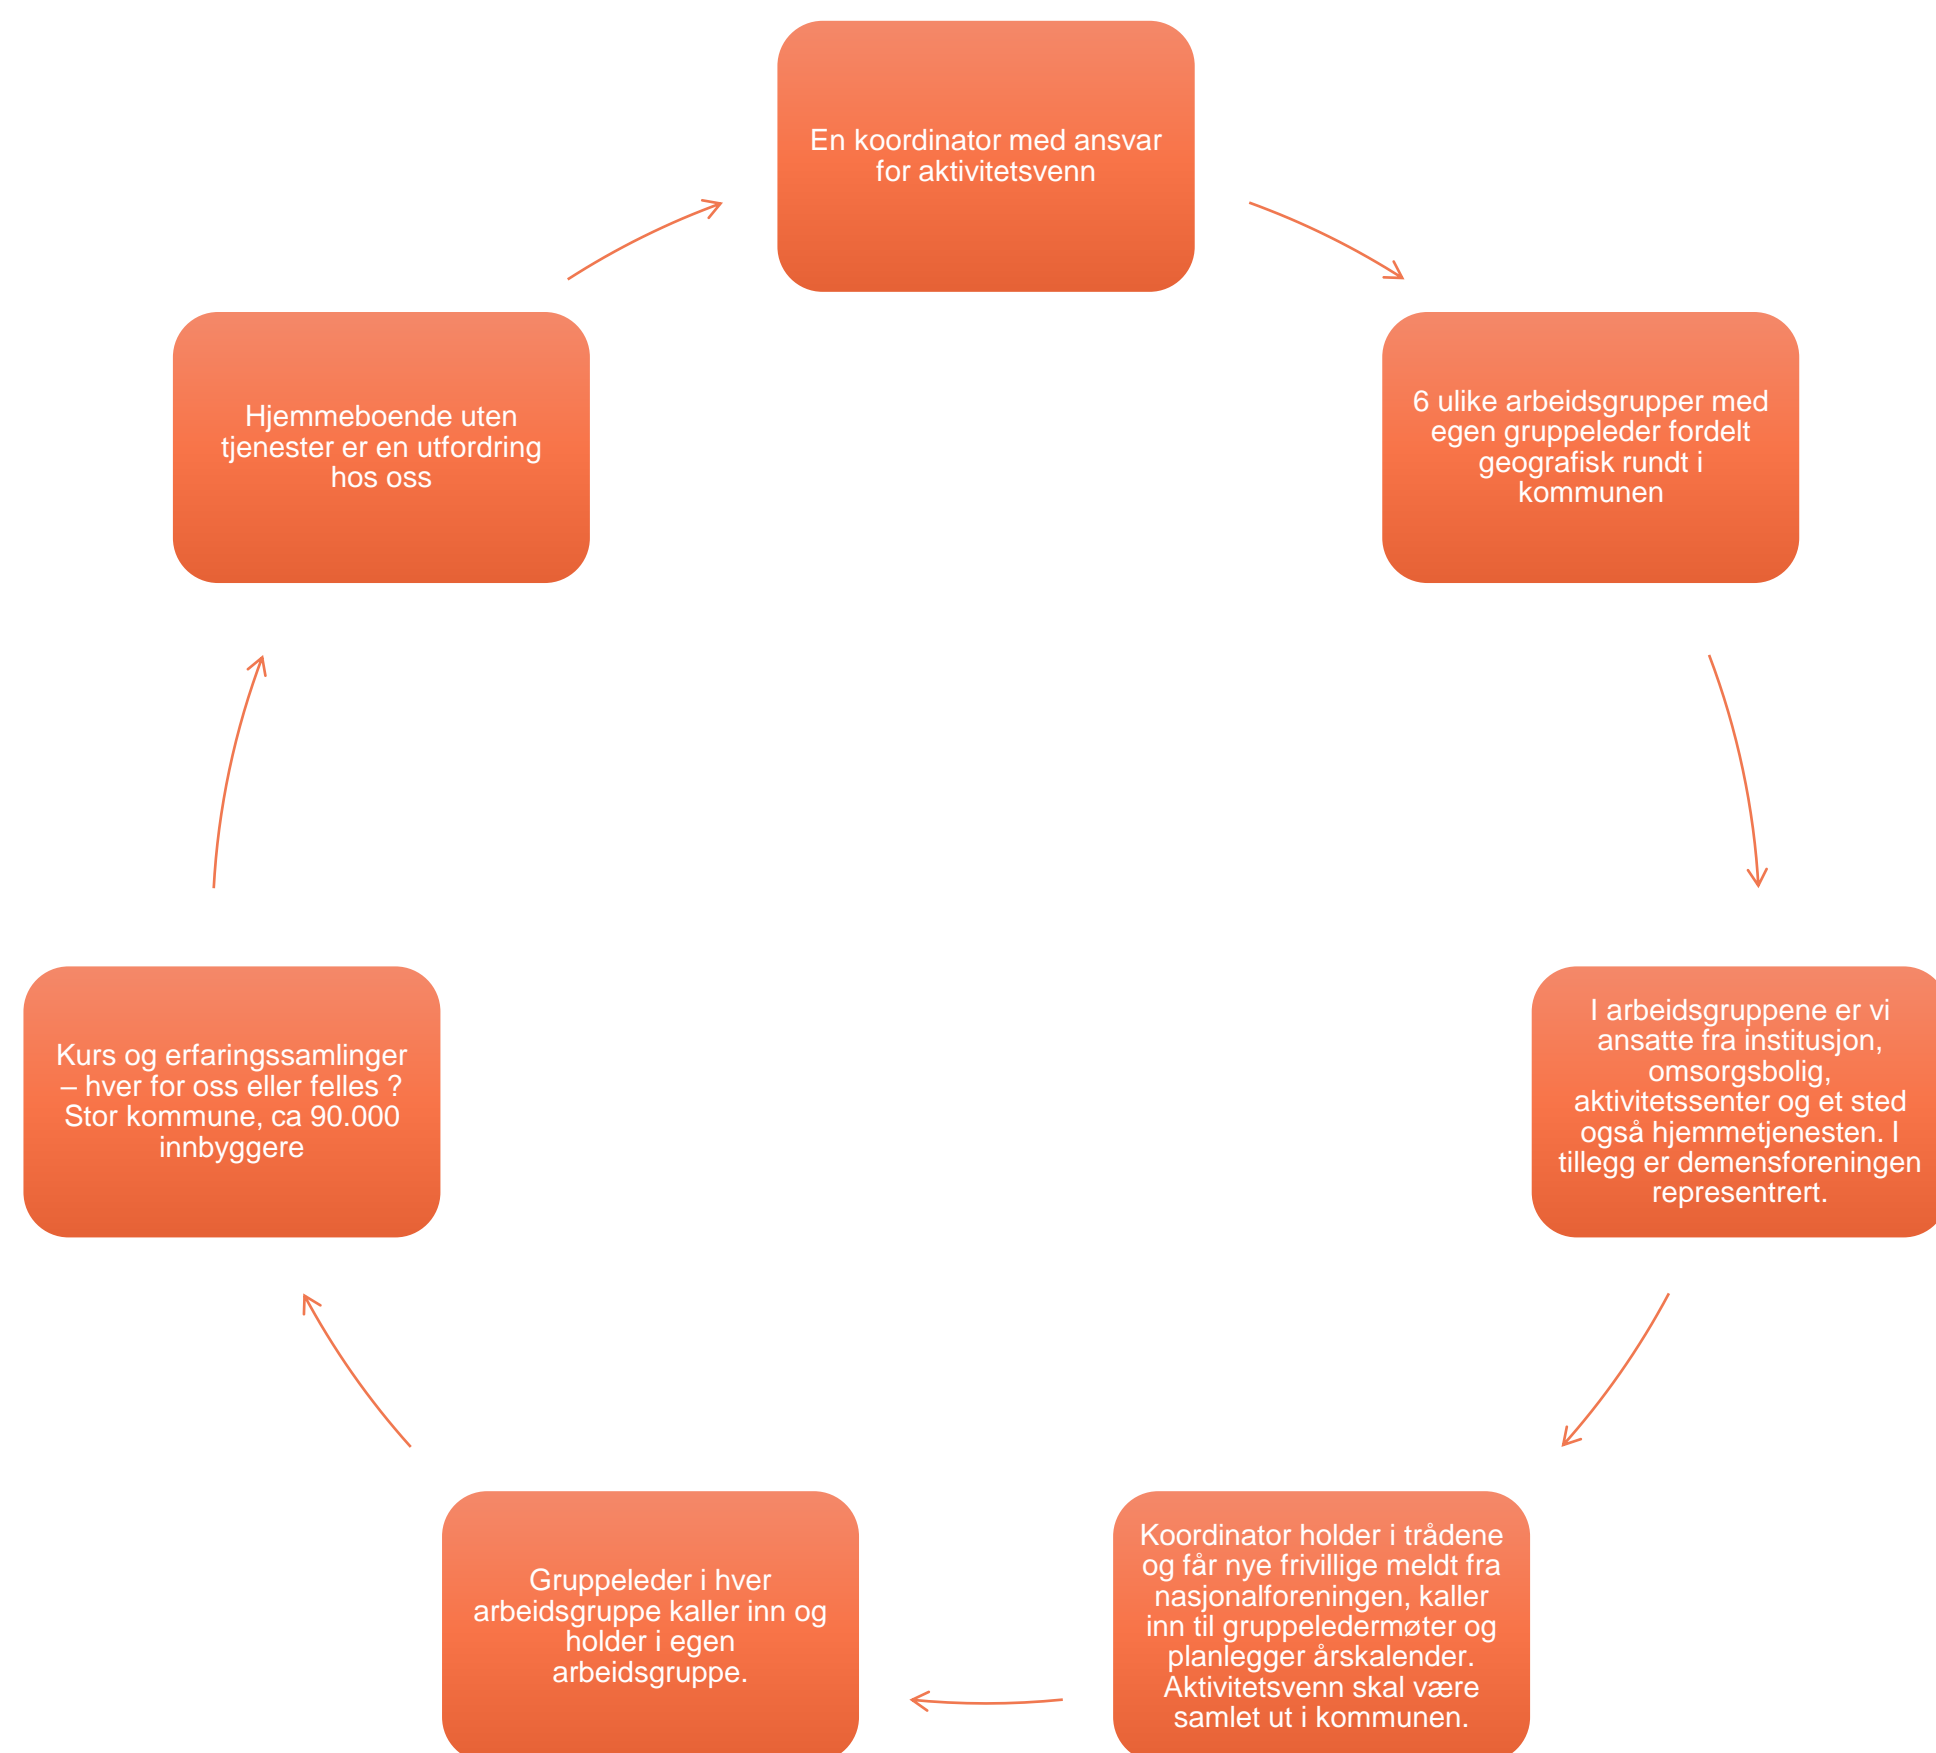 En koordinator med ansvar
for aktivitetsvenn
6 ulike arbeidsgrupper med
egen gruppeleder fordelt
geografisk rundt i
kommunen
I arbeidsgruppene er vi
ansatte fra institusjon,
omsorgsbolig,
aktivitetssenter og et sted
også hjemmetjenesten. I
tillegg er demensforeningen
representrert.
Koordinator holder i trådene
og får nye frivillige meldt fra
nasjonalforeningen, kaller
inn til gruppeledermøter og
planlegger årskalender.
Aktivitetsvenn skal være
samlet ut i kommunen.
Gruppeleder i hver
arbeidsgruppe kaller inn og
holder i egen
arbeidsgruppe.
Kurs og erfaringssamlinger
– hver for oss eller felles ?
Stor kommune, ca 90.000
innbyggere
Hjemmeboende uten
tjenester er en utfordring
hos oss